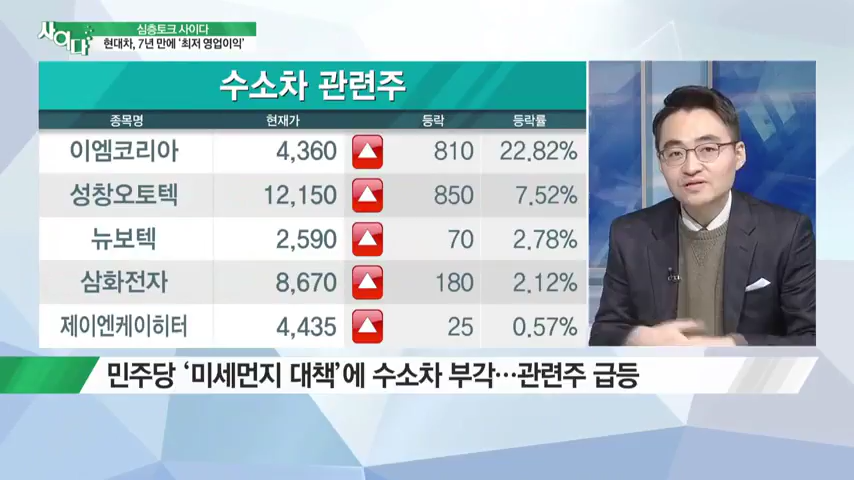 사이다
심층토크 사이다
현대차, 7년 만에 '최저 영업이익'
수소차 관련주
종목명 현재가 등락 등락률
이엠코리아 4,360 810 22.82%
성창오토텍 12,150 850 7.52%
뉴보텍 2,590 70 2.78%
삼화전자 8,670 180 2.12%
제이엔케이히터 4,435 25 0.57%
민주당 '미세먼지 대책'에 수소차 부각…관련주 급등